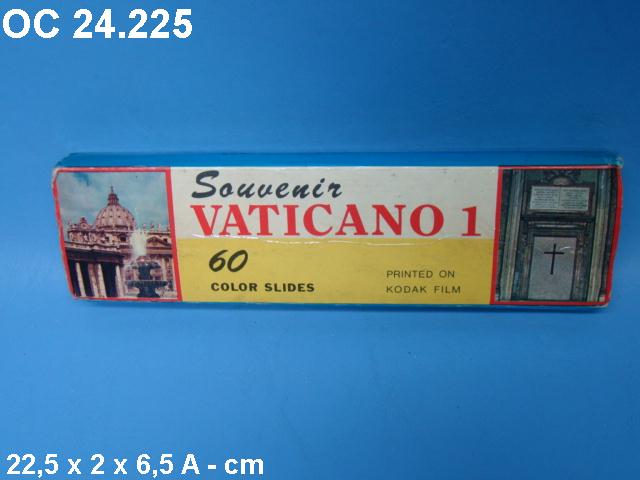 OC 24.225
Souvenir
VATICANO 1
60
COLOR SLIDES
PRINTED ON
KODAK FILM
22,5 x 2 x 6,5 A - cm